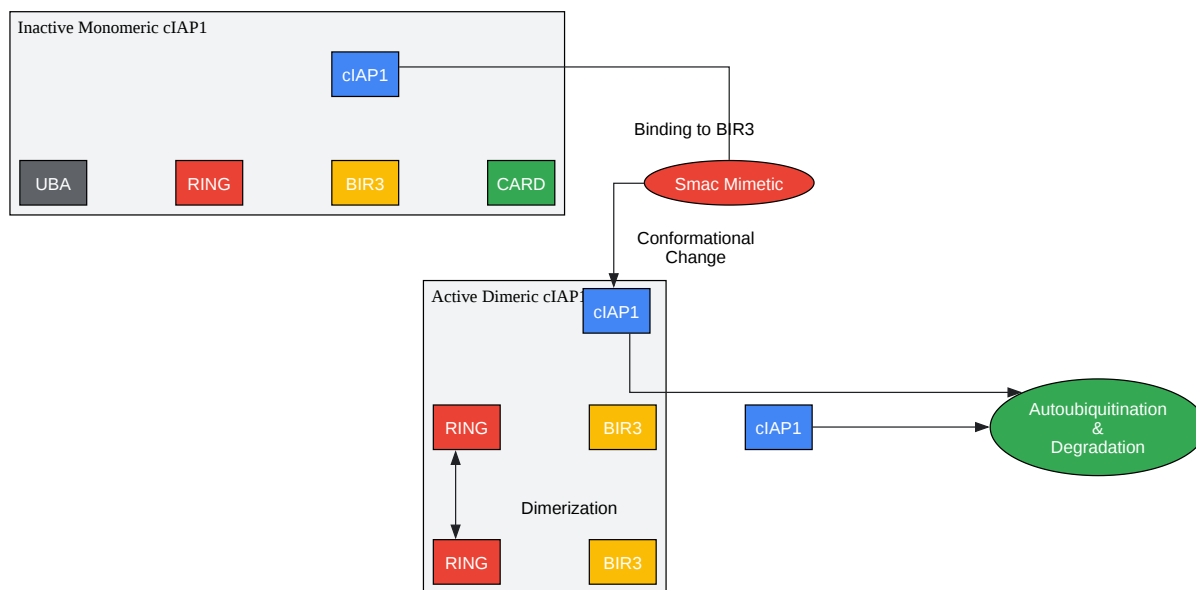 Inactive Monomeric cIAP1
cIAP1
Binding to BIR3
UBA
RING
BIR3
CARD
Smac Mimetic
Conformational
Change
Active Dimeric cIAP1
cIAP1
RING
BIR3
cIAP1
Autoubiquitination
&
Degradation
Dimerization
RING
BIR3